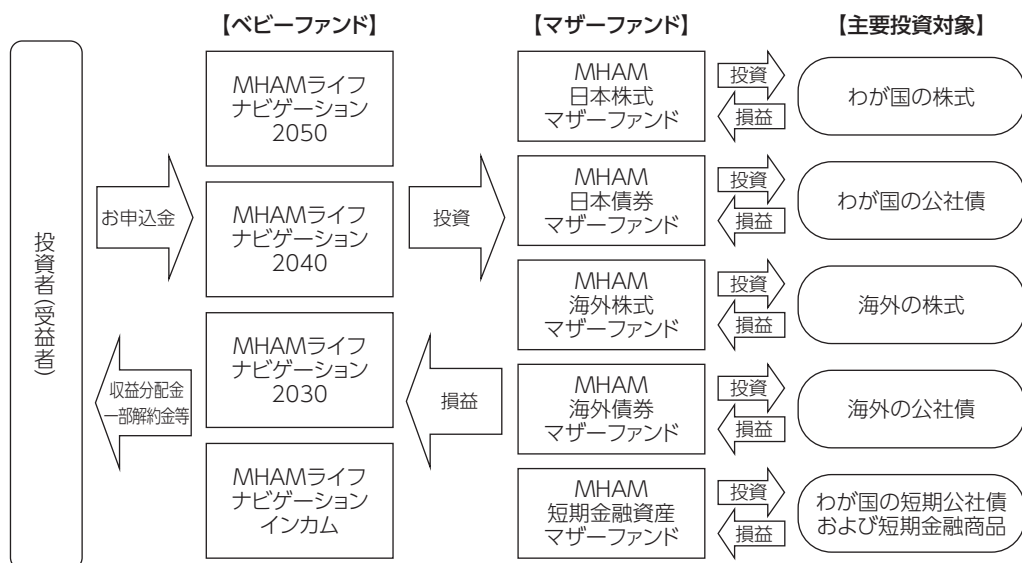 【ベビーファンド】
【マザーファンド】
【主要投資対象】
投資者(受益者)
お申込金
収益分配金
一部解約金等
MHAMライフ
ナビゲーション
2050
MHAMライフ
ナビゲーション
2040
MHAMライフ
ナビゲーション
2030
MHAMライフ
ナビゲーション
インカム
投資
損益
MHAM
日本株式
マザーファンド
投資
損益
わが国の株式
MHAM
日本債券
マザーファンド
投資
損益
わが国の公社債
MHAM
海外株式
マザーファンド
投資
損益
海外の株式
MHAM
海外債券
マザーファンド
投資
損益
海外の公社債
MHAM
短期金融資産
マザーファンド
投資
損益
わが国の短期公社債
および短期金融商品